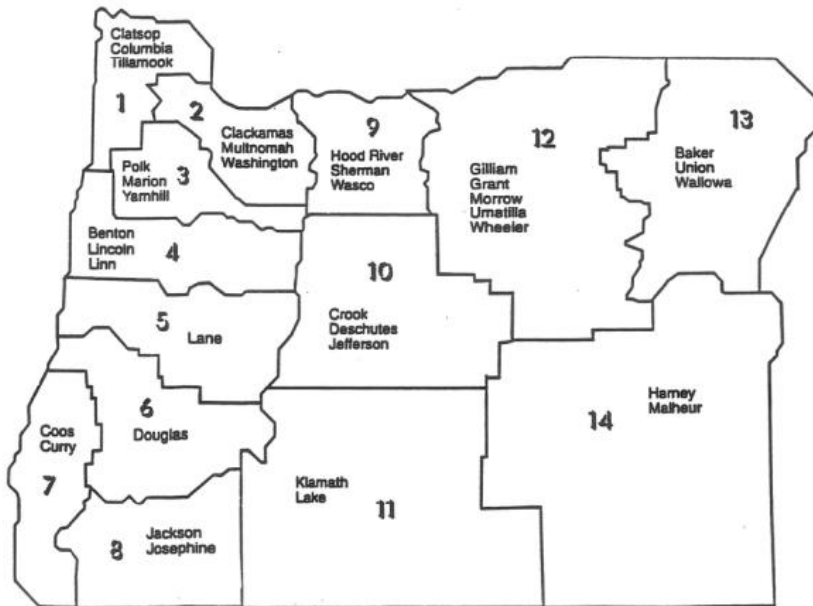 Clatsop
Columbia
Tillamook
1
2
Clackamas
Multnomah
Washington
3
Polk
Marion
Yamhill
9
Hood River
Sherman
Wasco
12
Gilliam
Grant
Morrow
Umatilla
Wheeler
13
Baker
Union
Wallowa
Benton
Lincoln
Linn
4
10
Crook
Deschutes
Jefferson
5
Lane
6
Douglas
Coos
Curry
7
8
Jackson
Josephine
Klamath
Lake
11
14
Harney
Malheur